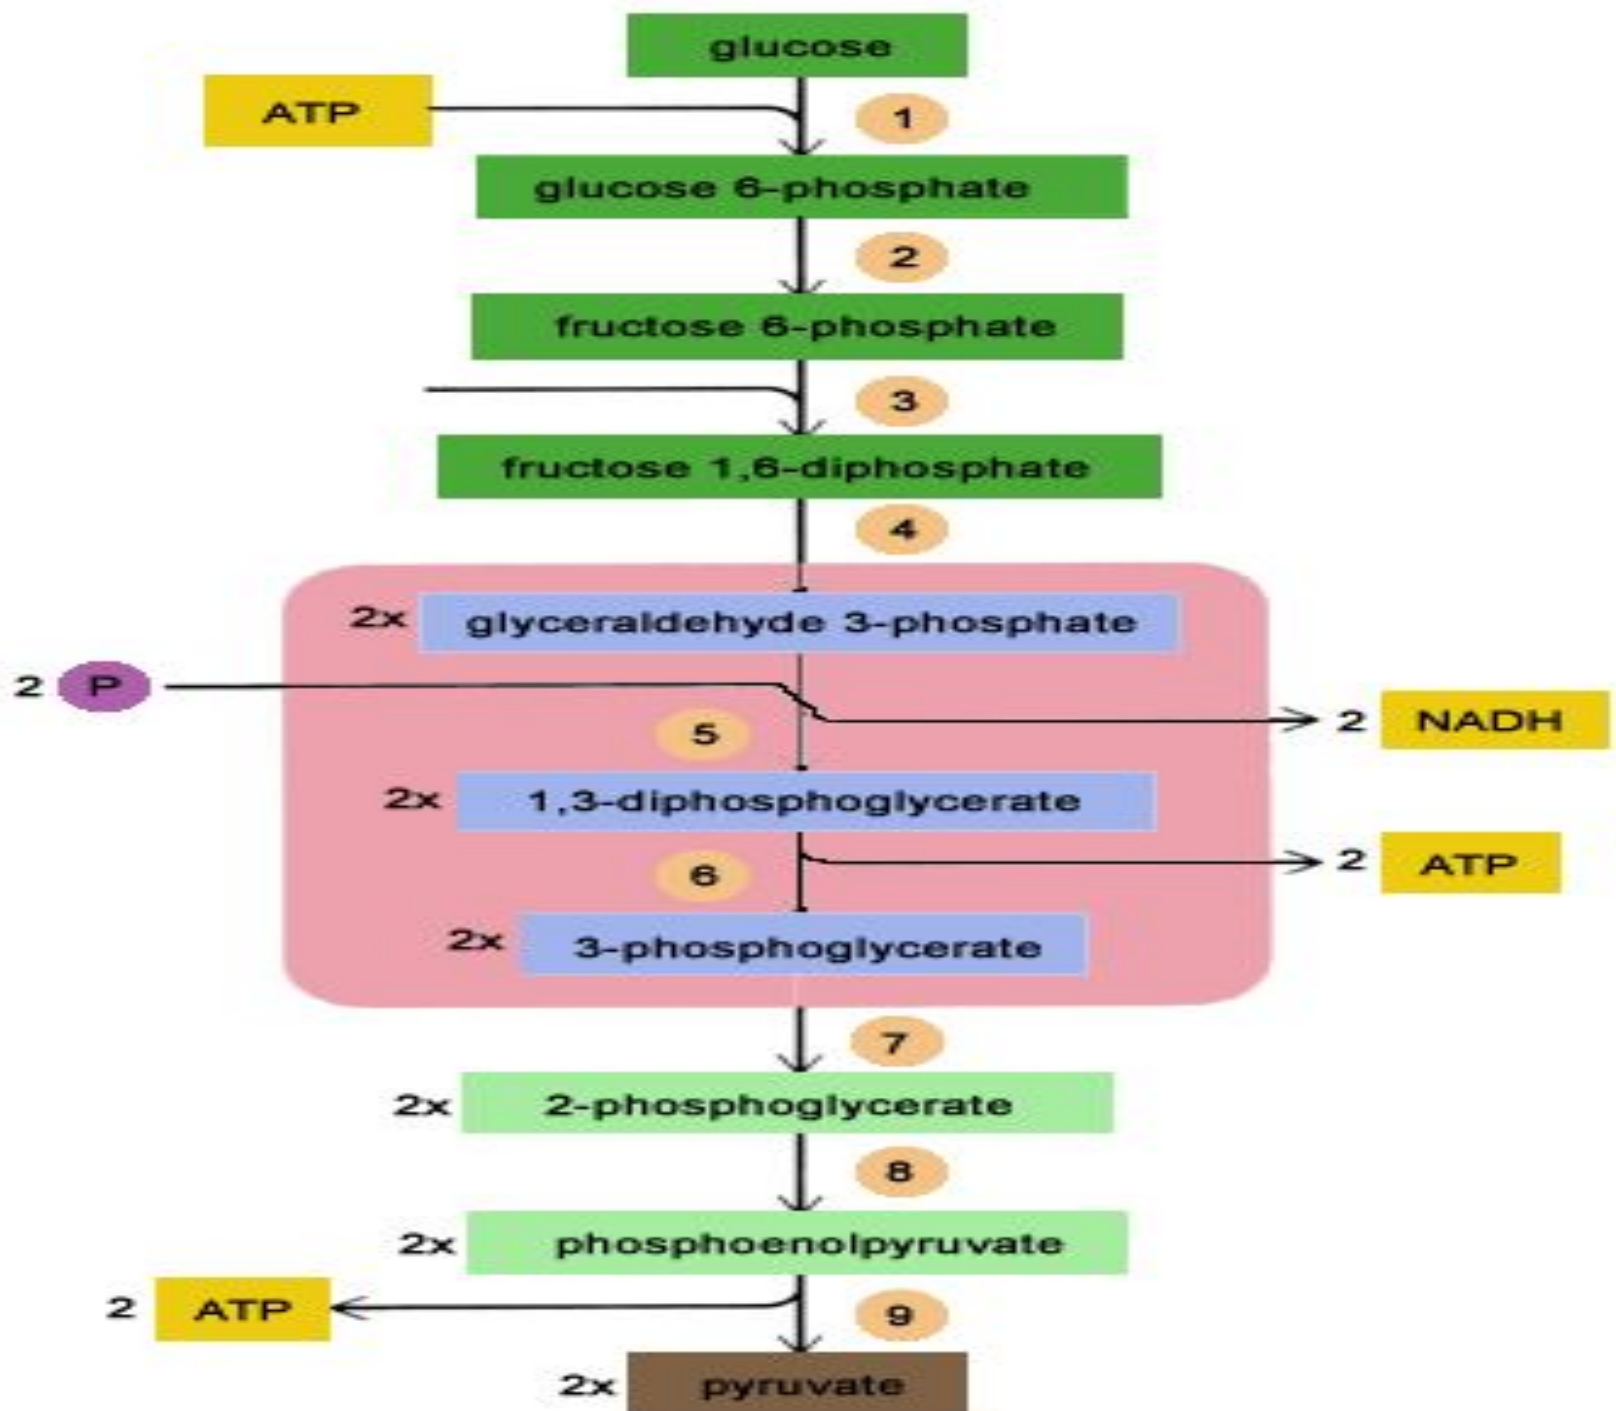 glucose
ATP
1
glucose 6-phosphate
2
fructose 6-phosphate
3
fructose 1,6-diphosphate
4
2x glyceraldehyde 3-phosphate
2 P
5
2 NADH
2x 1,3-diphosphoglycerate
6
2 ATP
2x 3-phosphoglycerate
7
2x 2-phosphoglycerate
8
2x phosphoenolpyruvate
2 ATP
9
2x pyruvate